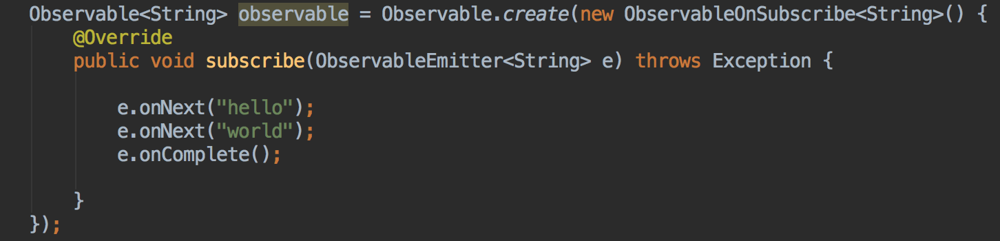 Observable<String> observable = Observable.create(new ObservableOnSubscribe<String>() {
@Override
public void subscribe(ObservableEmitter<String> e) throws Exception {
e.onNext("hello");
e.onNext("world");
e.onComplete();
}
});